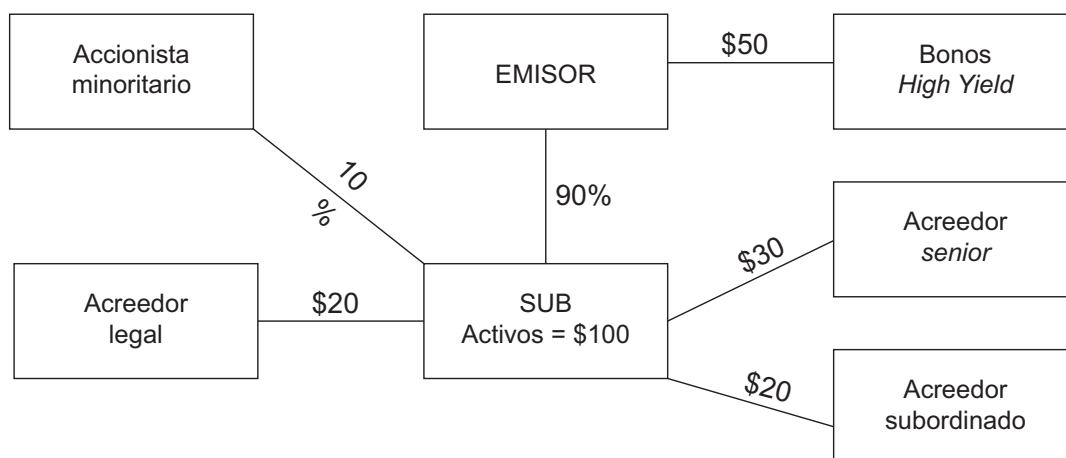 Accionista
minoritario
EMISOR
$50
Bonos
High Yield
10
%
90%
Acreedor
legal
$20
SUB
Activos = $100
$30
Acreedor
senior
$20
Acreedor
subordinado